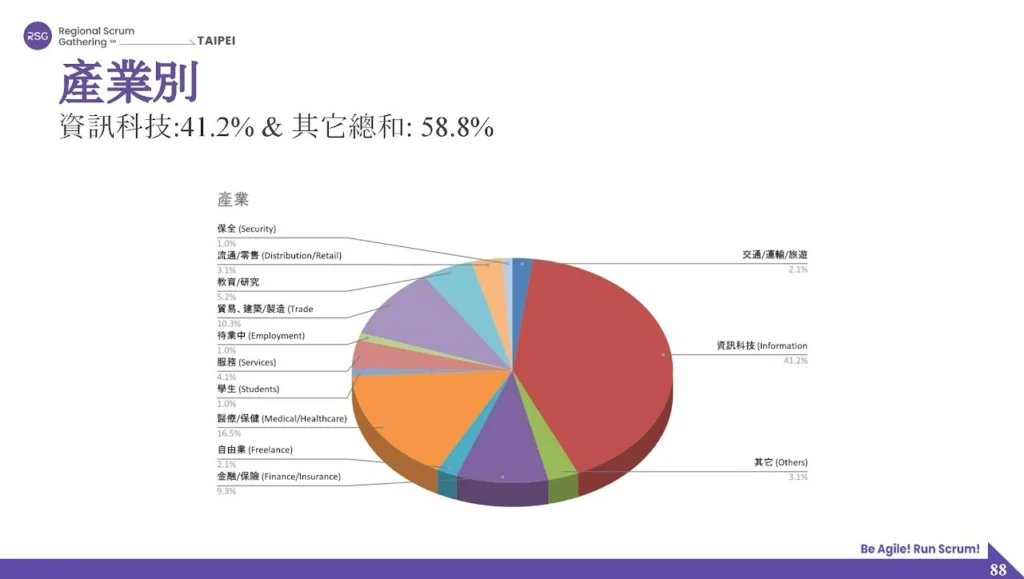 RSG
Regional Scrum
Gathering℠ TAIPEI
產業別
資訊科技:41.2% & 其它總和: 58.8%
產業
保全 (Security)
1.0%
流通/零售 (Distribution/Retail)
3.1%
教育/研究
5.2%
貿易、建築/製造 (Trade
10.3%
待業中 (Employment)
1.0%
服務 (Services)
4.1%
學生 (Students)
1.0%
醫療/保健 (Medical/Healthcare)
16.5%
自由業 (Freelance)
2.1%
金融/保險 (Finance/Insurance)
9.3%
交通/運輸/旅遊
2.1%
資訊科技 (Information
41.2%
其它 (Others)
3.1%
Be Agile! Run Scrum!
88